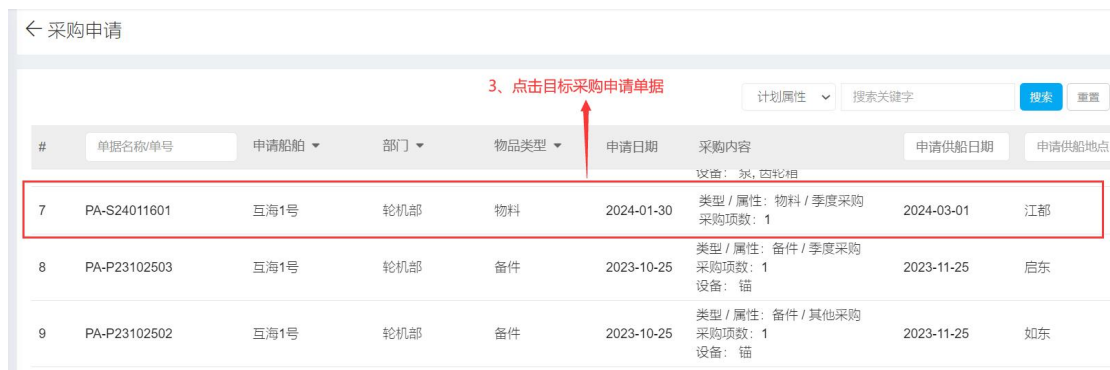 ← 采购申请
3、点击目标采购申请单据
计划属性 搜索关键字 搜索 重置
# 单据名称/单号 申请船舶 部门 物品类型 申请日期 采购内容 申请供船日期 申请供船地点
设备： 泵, 齿轮箱
类型 / 属性：物料 / 季度采购
7 PA-S24011601 互海1号 轮机部 物料 2024-01-30 2024-03-01 江都
采购项数：1
类型 / 属性：备件 / 季度采购
8 PA-P23102503 互海1号 轮机部 备件 2023-10-25 采购项数：1 2023-11-25 启东
设备： 锚
类型 / 属性：备件 / 其他采购
9 PA-P23102502 互海1号 轮机部 备件 2023-10-25 采购项数：1 2023-11-25 如东
设备： 锚